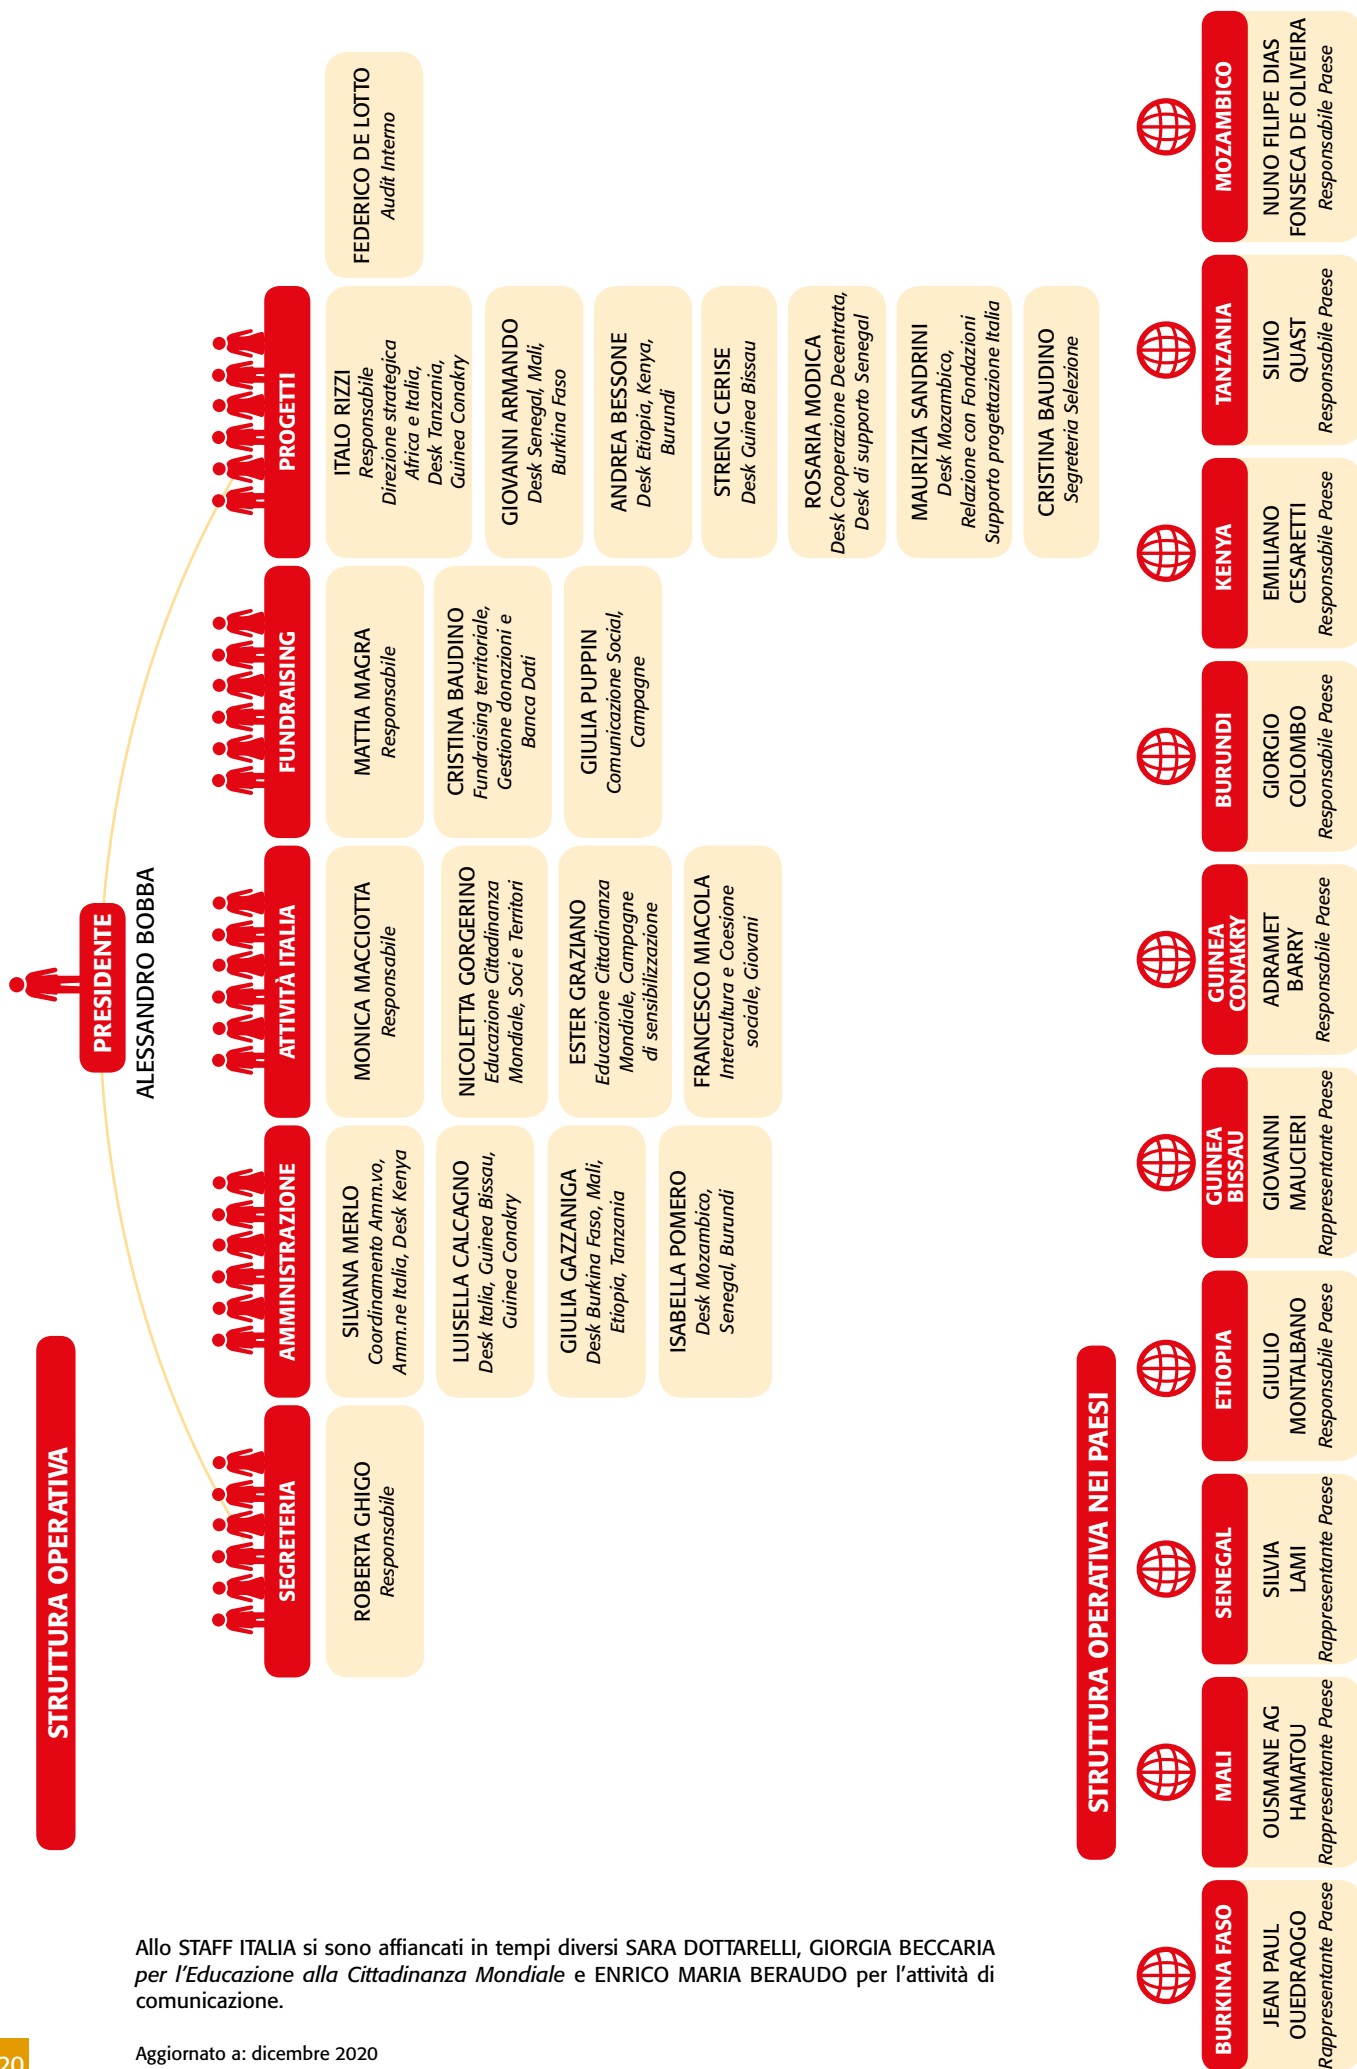 STRUTTURA OPERATIVA
PRESIDENTE
ALESSANDRO BOBBA
SEGRETERIA
ROBERTA GHIGO
Responsabile
AMMINISTRAZIONE
SILVANA MERLO
Coordinamento Amm.vo,
Amm.ne Italia, Desk Kenya
LUISELLA CALCAGNO
Desk Italia, Guinea Bissau,
Guinea Conakry
GIULIA GAZZANIGA
Desk Burkina Faso, Mali,
Etiopia, Tanzania
ISABELLA POMERO
Desk Mozambico,
Senegal, Burundi
ATTIVITÀ ITALIA
MONICA MACCIOTTA
Responsabile
NICOLETTA GORGERINO
Educazione Cittadinanza
Mondiale, Soci e Territori
ESTER GRAZIANO
Educazione Cittadinanza
Mondiale, Campagne
di sensibilizzazione
FRANCESCO MIACOLA
Intercultura e Coesione
sociale, Giovani
FUNDRAISING
MATTIA MAGRA
Responsabile
CRISTINA BAUDINO
Fundraising territoriale,
Gestione donazioni e
Banca Dati
GIULIA PUPPIN
Comunicazione Social,
Campagne
PROGETTI
ITALO RIZZI
Responsabile
Direzione strategica
Africa e Italia,
Desk Tanzania,
Guinea Conakry
GIOVANNI ARMANDO
Desk Senegal, Mali,
Burkina Faso
ANDREA BESSONE
Desk Etiopia, Kenya,
Burundi
STRENG CERISE
Desk Guinea Bissau
ROSARIA MODICA
Desk Cooperazione Decentrata,
Desk di supporto Senegal
MAURIZIA SANDRINI
Desk Mozambico,
Relazione con Fondazioni
Supporto progettazione Italia
CRISTINA BAUDINO
Segreteria Selezione
FEDERICO DE LOTTO
Audit Interno
STRUTTURA OPERATIVA NEI PAESI
BURKINA FASO
JEAN PAUL
OUEDRAOGO
Rappresentante Paese
MALI
OUSMANE AG
HAMATOU
Rappresentante Paese
SENEGAL
SILVIA
LAMI
Rappresentante Paese
ETIOPIA
GIULIO
MONTALBANO
Responsabile Paese
GUINEA
BISSAU
GIOVANNI
MAUCIERI
Rappresentante Paese
GUINEA
CONAKRY
ADRAMET
BARRY
Responsabile Paese
BURUNDI
GIORGIO
COLOMBO
Responsabile Paese
KENYA
EMILIANO
CESARETTI
Responsabile Paese
TANZANIA
SILVIO
QUAST
Responsabile Paese
MOZAMBICO
NUNO FILIPE DIAS
FONSECA DE OLIVEIRA
Responsabile Paese
Allo STAFF ITALIA si sono affiancati in tempi diversi SARA DOTTARELLI, GIORGIA BECCARIA
per l'Educazione alla Cittadinanza Mondiale e ENRICO MARIA BERAUDO per l'attività di
comunicazione.
Aggiornato a: dicembre 2020
20